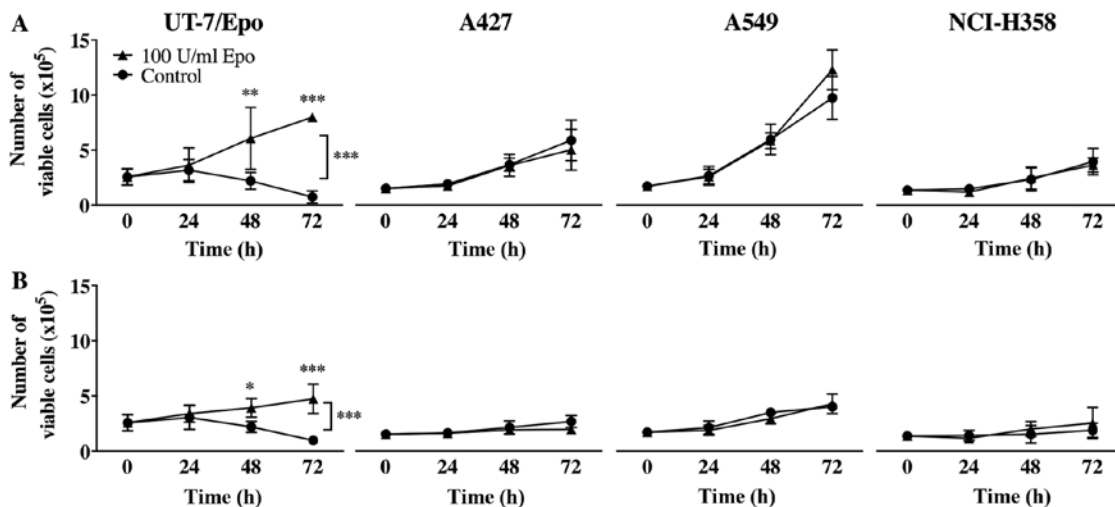 A
UT-7/Epo
A427
A549
NCI-H358
Number of
viable cells (x10⁵)
15
10
5
0
100 U/ml Epo
Control
** ***
***
0 24 48 72
0 24 48 72
0 24 48 72
0 24 48 72
Time (h)
Time (h)
Time (h)
Time (h)
B
Number of
viable cells (x10⁵)
15
10
5
0
* ***
***
0 24 48 72
0 24 48 72
0 24 48 72
0 24 48 72
Time (h)
Time (h)
Time (h)
Time (h)